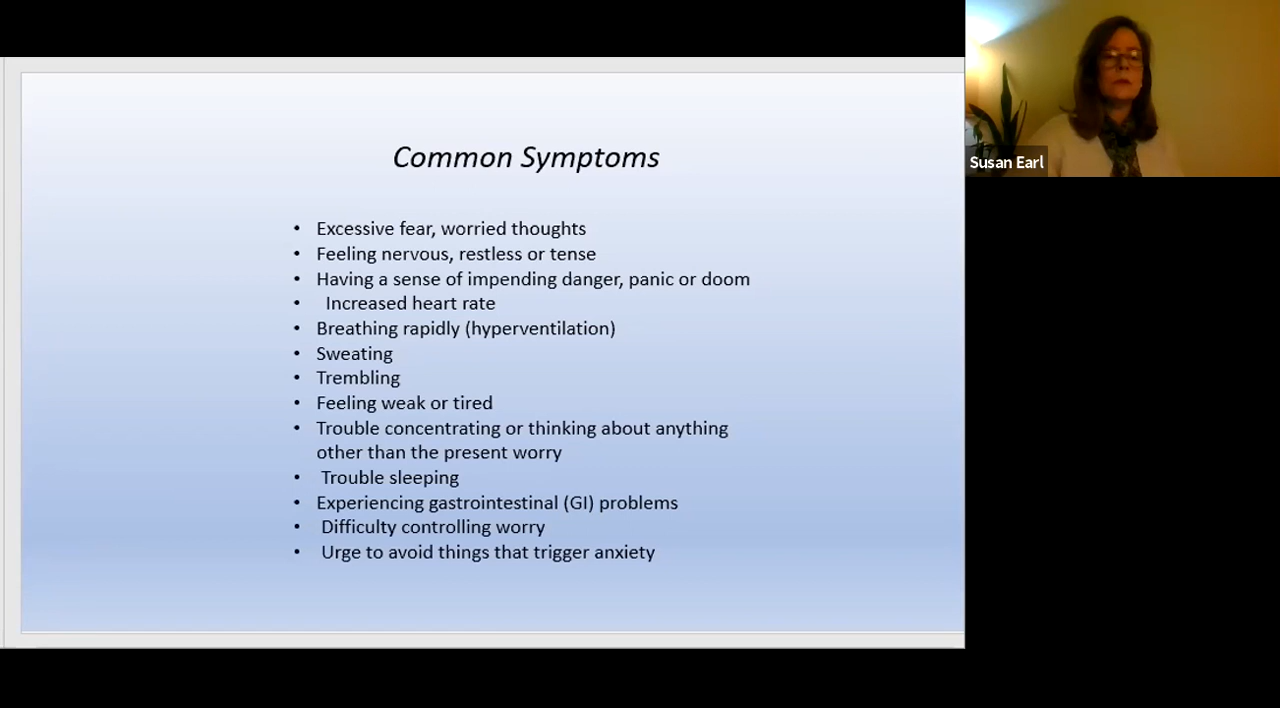 Common Symptoms
• Excessive fear, worried thoughts
• Feeling nervous, restless or tense
• Having a sense of impending danger, panic or doom
• Increased heart rate
• Breathing rapidly (hyperventilation)
• Sweating
• Trembling
• Feeling weak or tired
• Trouble concentrating or thinking about anything
other than the present worry
• Trouble sleeping
• Experiencing gastrointestinal (GI) problems
• Difficulty controlling worry
• Urge to avoid things that trigger anxiety
Susan Earl